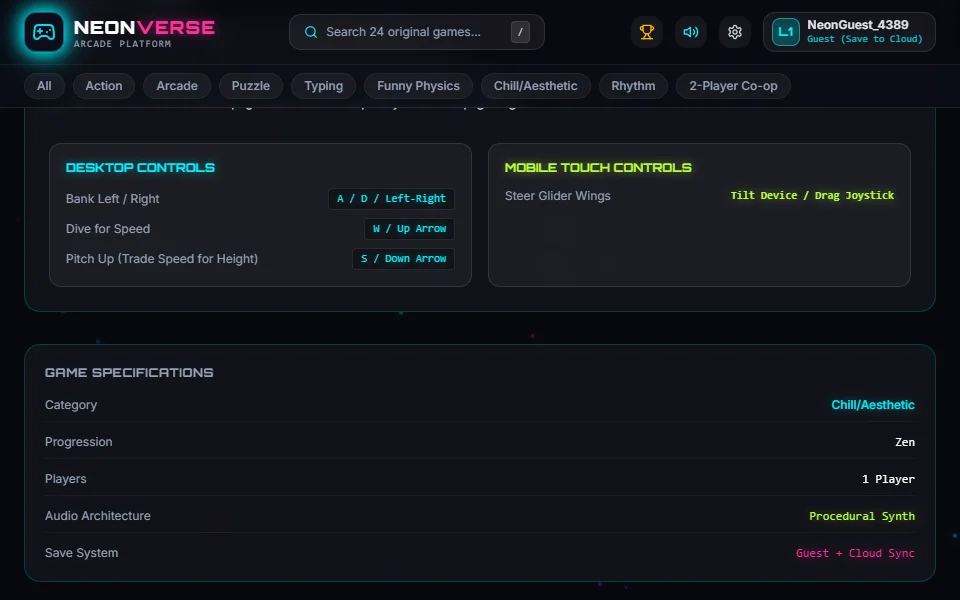 NEONVERSE
ARCADE PLATFORM
Search 24 original games...
/
L1
NeonGuest_4389
Guest (Save to Cloud)
All
Action
Arcade
Puzzle
Typing
Funny Physics
Chill/Aesthetic
Rhythm
2-Player Co-op
DESKTOP CONTROLS
Bank Left / Right
A / D / Left-Right
Dive for Speed
W / Up Arrow
Pitch Up (Trade Speed for Height)
S / Down Arrow
MOBILE TOUCH CONTROLS
Steer Glider Wings
Tilt Device / Drag Joystick
GAME SPECIFICATIONS
Category
Chill/Aesthetic
Progression
Zen
Players
1 Player
Audio Architecture
Procedural Synth
Save System
Guest + Cloud Sync